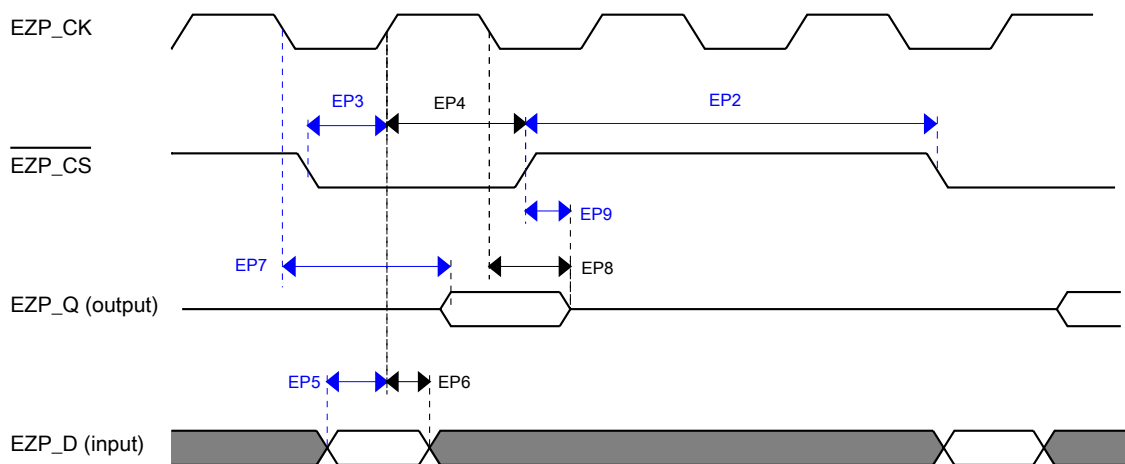 EZP_CK
EP3
EP4
EP2
EZP_CS
EP9
EP7
EP8
EZP_Q (output)
EP5
EP6
EZP_D (input)